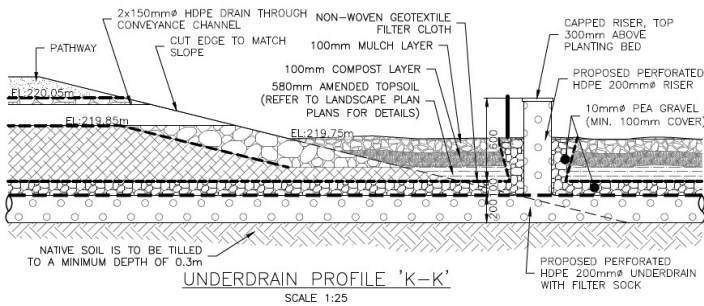 2x150mmø HDPE DRAIN THROUGH
CONVEYANCE CHANNEL
CUT EDGE TO MATCH
SLOPE
PATHWAY
NON-WOVEN GEOTEXTILE
FILTER CLOTH
100mm MULCH LAYER
100mm COMPOST LAYER
580mm AMENDED TOPSOIL
(REFER TO LANDSCAPE PLAN
PLANS FOR DETAILS)
CAPPED RISER, TOP
300mm ABOVE
PLANTING BED
PROPOSED PERFORATED
HDPE 200mmø RISER
10mmø PEA GRAVEL
(MIN. 100mm COVER)
EL:220.05m
EL:219.85m
EL:219.75m
200
NATIVE SOIL IS TO BE TILLED
TO A MINIMUM DEPTH OF 0.3m
PROPOSED PERFORATED
HDPE 200mmø UNDERDRAIN
WITH FILTER SOCK
UNDERDRAIN PROFILE 'K-K'
SCALE 1:25